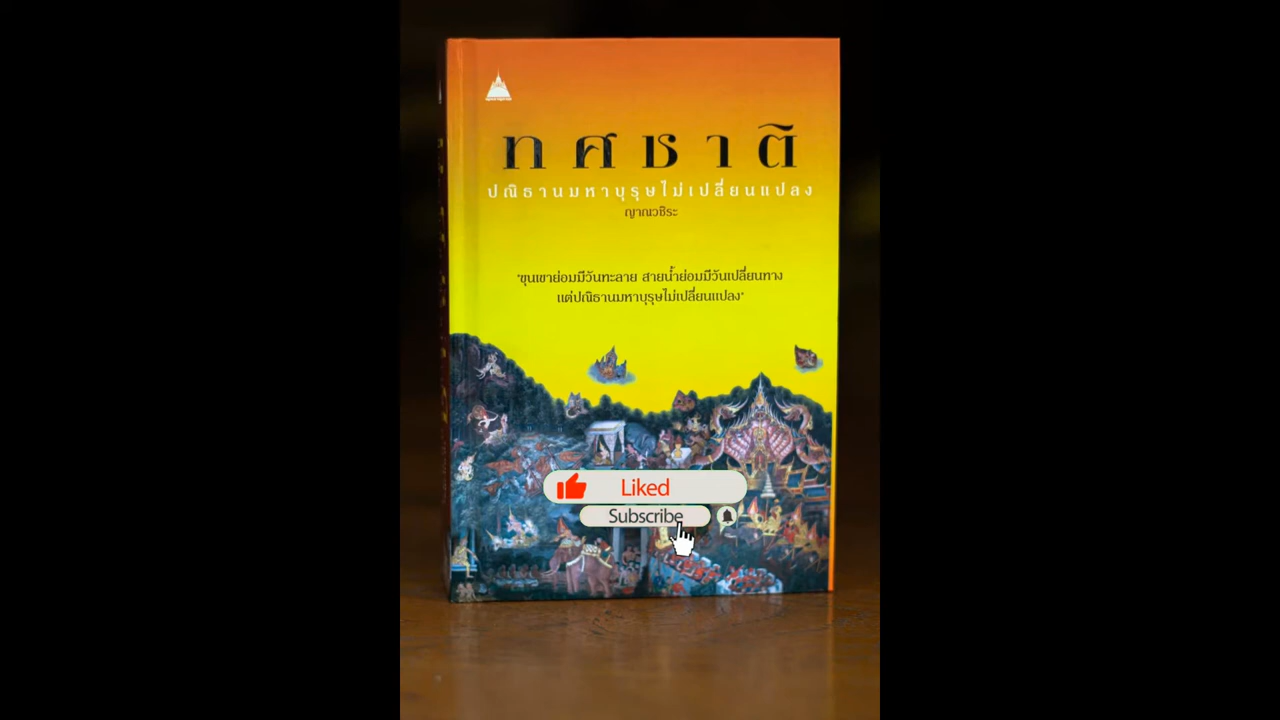 ทศชาติ
ปณิธานมหาบุรุษไม่เปลี่ยนแปลง
ญาณวชิระ
"ขุนเขาย่อมมีวันทะลาย สายน้ำย่อมมีวันเปลี่ยนทาง
แต่ปณิธานมหาบุรุษไม่เปลี่ยนแปลง"
Liked
Subscribe